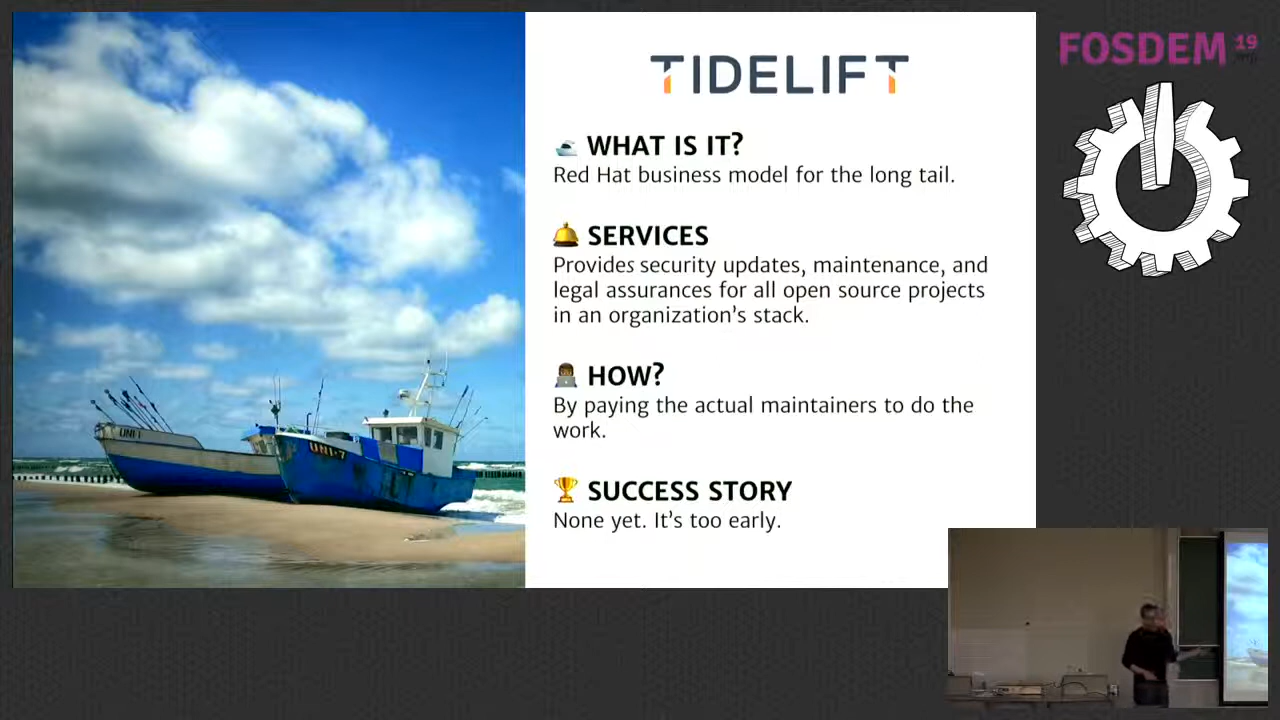 TIDELIFT
WHAT IS IT?
Red Hat business model for the long tail.
SERVICES
Provides security updates, maintenance, and
legal assurances for all open source projects
in an organization's stack.
HOW?
By paying the actual maintainers to do the
work.
SUCCESS STORY
None yet. It's too early.
FOSDEM 19
UNI-7